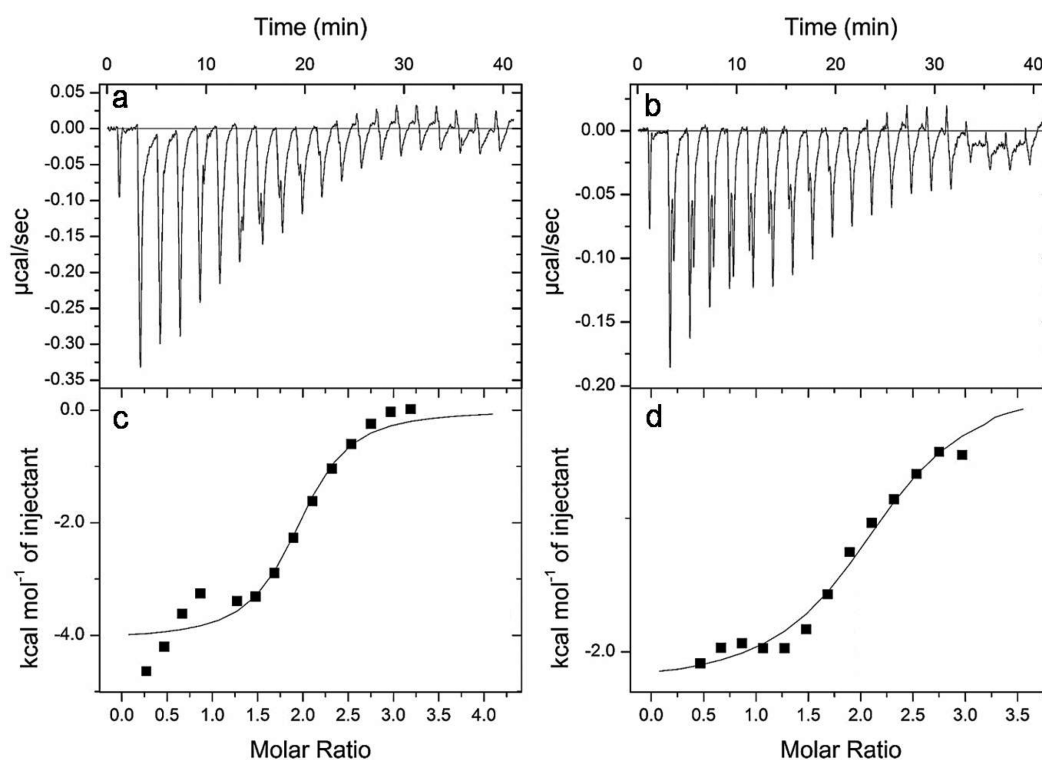 Time (min)
Time (min)
0 10 20 30 40
0 10 20 30 40
a
b
0.05
0.00
-0.05
-0.10
-0.15
-0.20
-0.25
-0.30
-0.35
µcal/sec
0.00
-0.05
-0.10
-0.15
-0.20
µcal/sec
c
d
0.0
-2.0
-4.0
kcal mol⁻¹ of injectant
-2.0
kcal mol⁻¹ of injectant
0.0 0.5 1.0 1.5 2.0 2.5 3.0 3.5 4.0
0.0 0.5 1.0 1.5 2.0 2.5 3.0 3.5
Molar Ratio
Molar Ratio